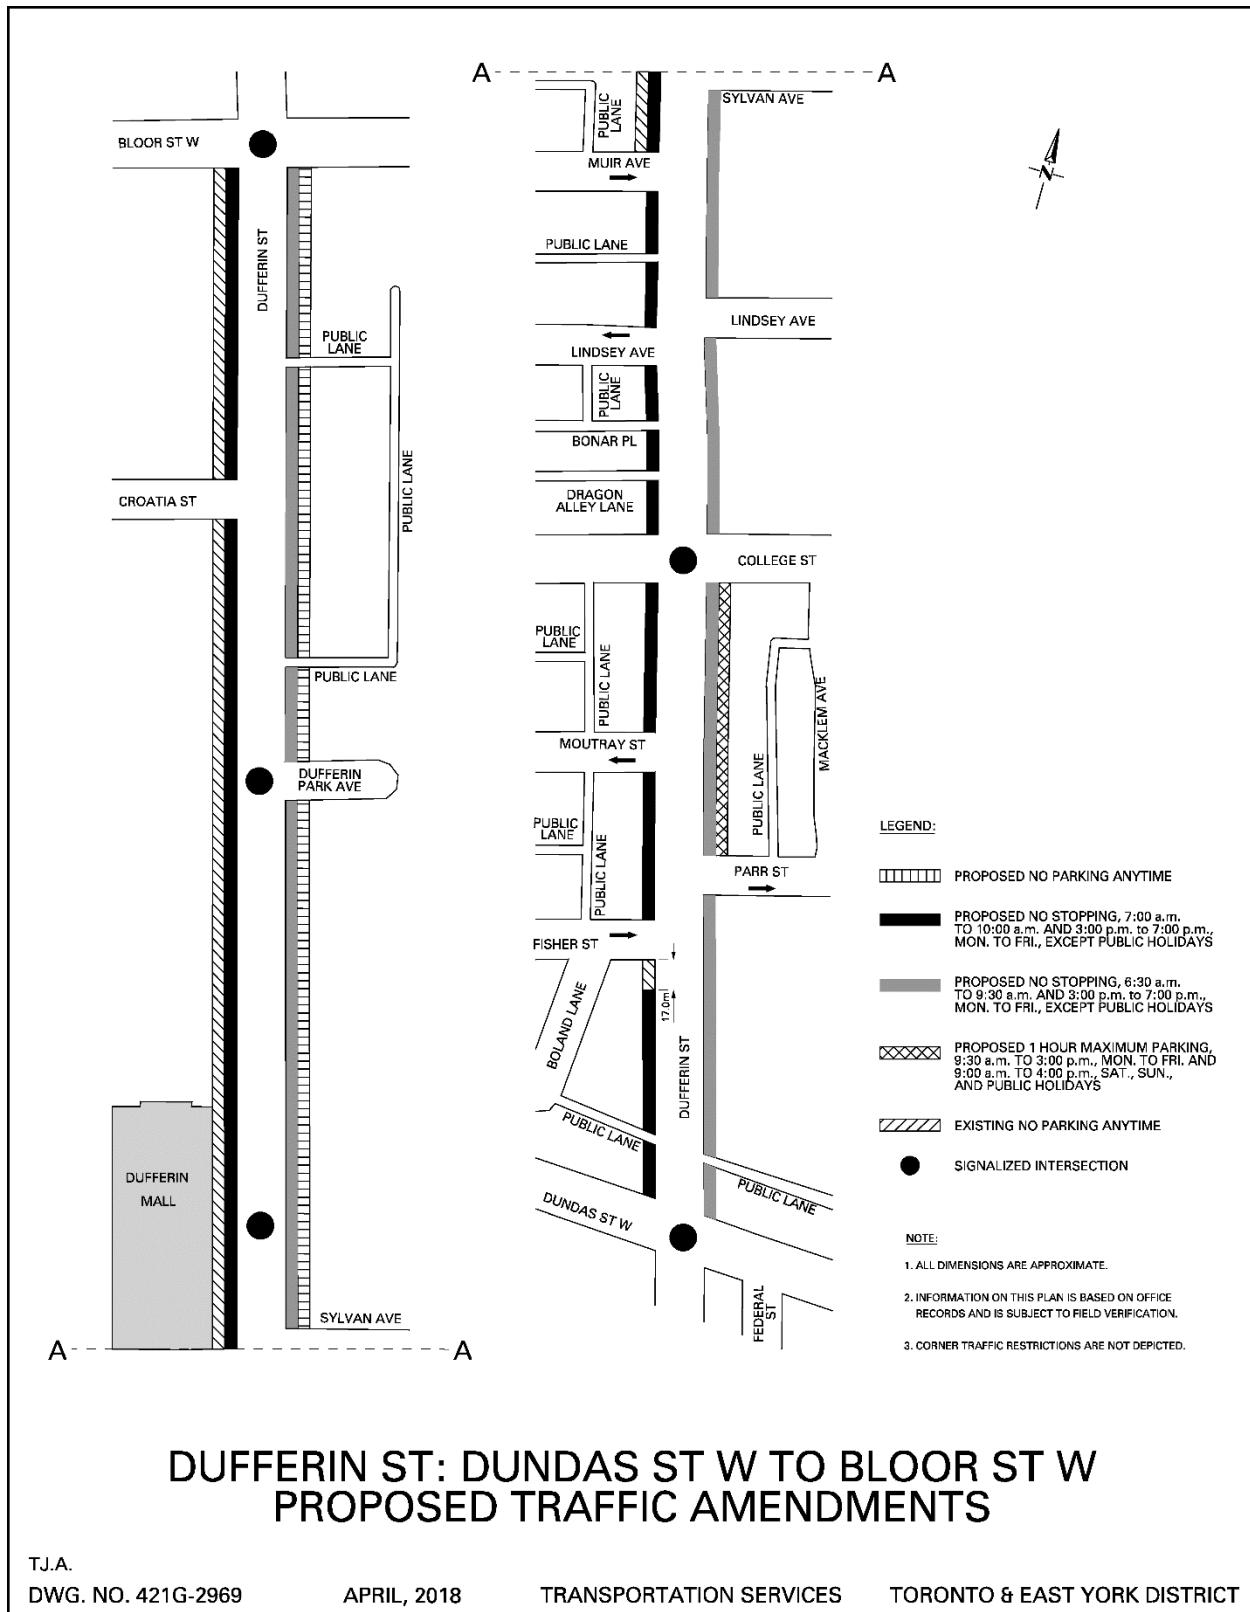 A
A
BLOOR ST W
DUFFERIN ST
PUBLIC
LANE
PUBLIC LANE
CROATIA ST
PUBLIC LANE
DUFFERIN
PARK AVE
DUFFERIN
MALL
SYLVAN AVE
A
A
PUBLIC
LANE
SYLVAN AVE
MUIR AVE
N
PUBLIC LANE
LINDSEY AVE
LINDSEY AVE
PUBLIC
LANE
BONAR PL
DRAGON
ALLEY LANE
COLLEGE ST
PUBLIC
LANE
PUBLIC LANE
MACKLEM AVE
MOUTRAY ST
PUBLIC LANE
PUBLIC
LANE
PUBLIC LANE
PARR ST
FISHER ST
17.0m
BOLAND LANE
DUFFERIN ST
PUBLIC LANE
PUBLIC LANE
DUNDAS ST W
FEDERAL
ST
LEGEND:
PROPOSED NO PARKING ANYTIME
PROPOSED NO STOPPING, 7:00 a.m.
TO 10:00 a.m. AND 3:00 p.m. to 7:00 p.m.,
MON. TO FRI., EXCEPT PUBLIC HOLIDAYS
PROPOSED NO STOPPING, 6:30 a.m.
TO 9:30 a.m. AND 3:00 p.m. to 7:00 p.m.,
MON. TO FRI., EXCEPT PUBLIC HOLIDAYS
PROPOSED 1 HOUR MAXIMUM PARKING,
9:30 a.m. TO 3:00 p.m., MON. TO FRI. AND
9:00 a.m. TO 4:00 p.m., SAT., SUN.,
AND PUBLIC HOLIDAYS
EXISTING NO PARKING ANYTIME
SIGNALIZED INTERSECTION
NOTE:
1. ALL DIMENSIONS ARE APPROXIMATE.
2. INFORMATION ON THIS PLAN IS BASED ON OFFICE
RECORDS AND IS SUBJECT TO FIELD VERIFICATION.
3. CORNER TRAFFIC RESTRICTIONS ARE NOT DEPICTED.
DUFFERIN ST: DUNDAS ST W TO BLOOR ST W
PROPOSED TRAFFIC AMENDMENTS
T.J.A.
DWG. NO. 421G-2969 APRIL, 2018 TRANSPORTATION SERVICES TORONTO & EAST YORK DISTRICT